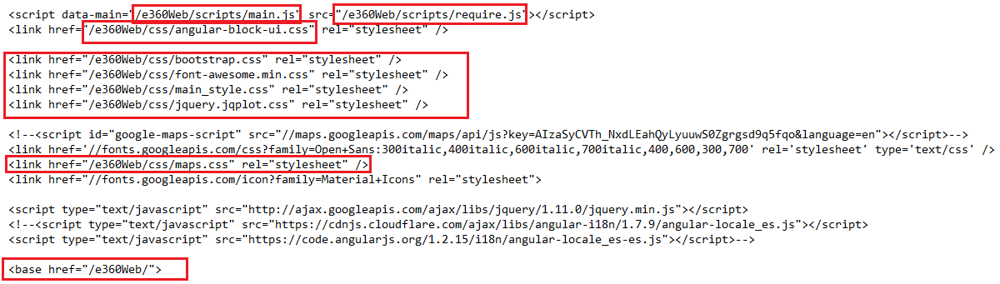 <script data-main="/e360Web/scripts/main.js" src="/e360Web/scripts/require.js"></script>
<link href="/e360Web/css/angular-block-ui.css" rel="stylesheet" />
<link href="/e360Web/css/bootstrap.css" rel="stylesheet" />
<link href="/e360Web/css/font-awesome.min.css" rel="stylesheet" />
<link href="/e360Web/css/main_style.css" rel="stylesheet" />
<link href="/e360Web/css/jquery.jqplot.css" rel="stylesheet" />
<!--<script id="google-maps-script" src="//maps.googleapis.com/maps/api/js?key=AIzaSyCVTh_NxdLEahQyLyuuwS0Zgrgsd9q5fqo&language=en"></script>-->
<link href='//fonts.googleapis.com/css?family=Open+Sans:300italic,400italic,600italic,700italic,400,600,300,700' rel='stylesheet' type='text/css' />
<link href="/e360Web/css/maps.css" rel="stylesheet" />
<link href="//fonts.googleapis.com/icon?family=Material+Icons" rel="stylesheet">
<script type="text/javascript" src="http://ajax.googleapis.com/ajax/libs/jquery/1.11.0/jquery.min.js"></script>
<!--<script type="text/javascript" src="https://cdnjs.cloudflare.com/ajax/libs/angular-i18n/1.7.9/angular-locale_es.js"></script>
<script type="text/javascript" src="https://code.angularjs.org/1.2.15/i18n/angular-locale_es-es.js"></script>-->
<base href="/e360Web/">